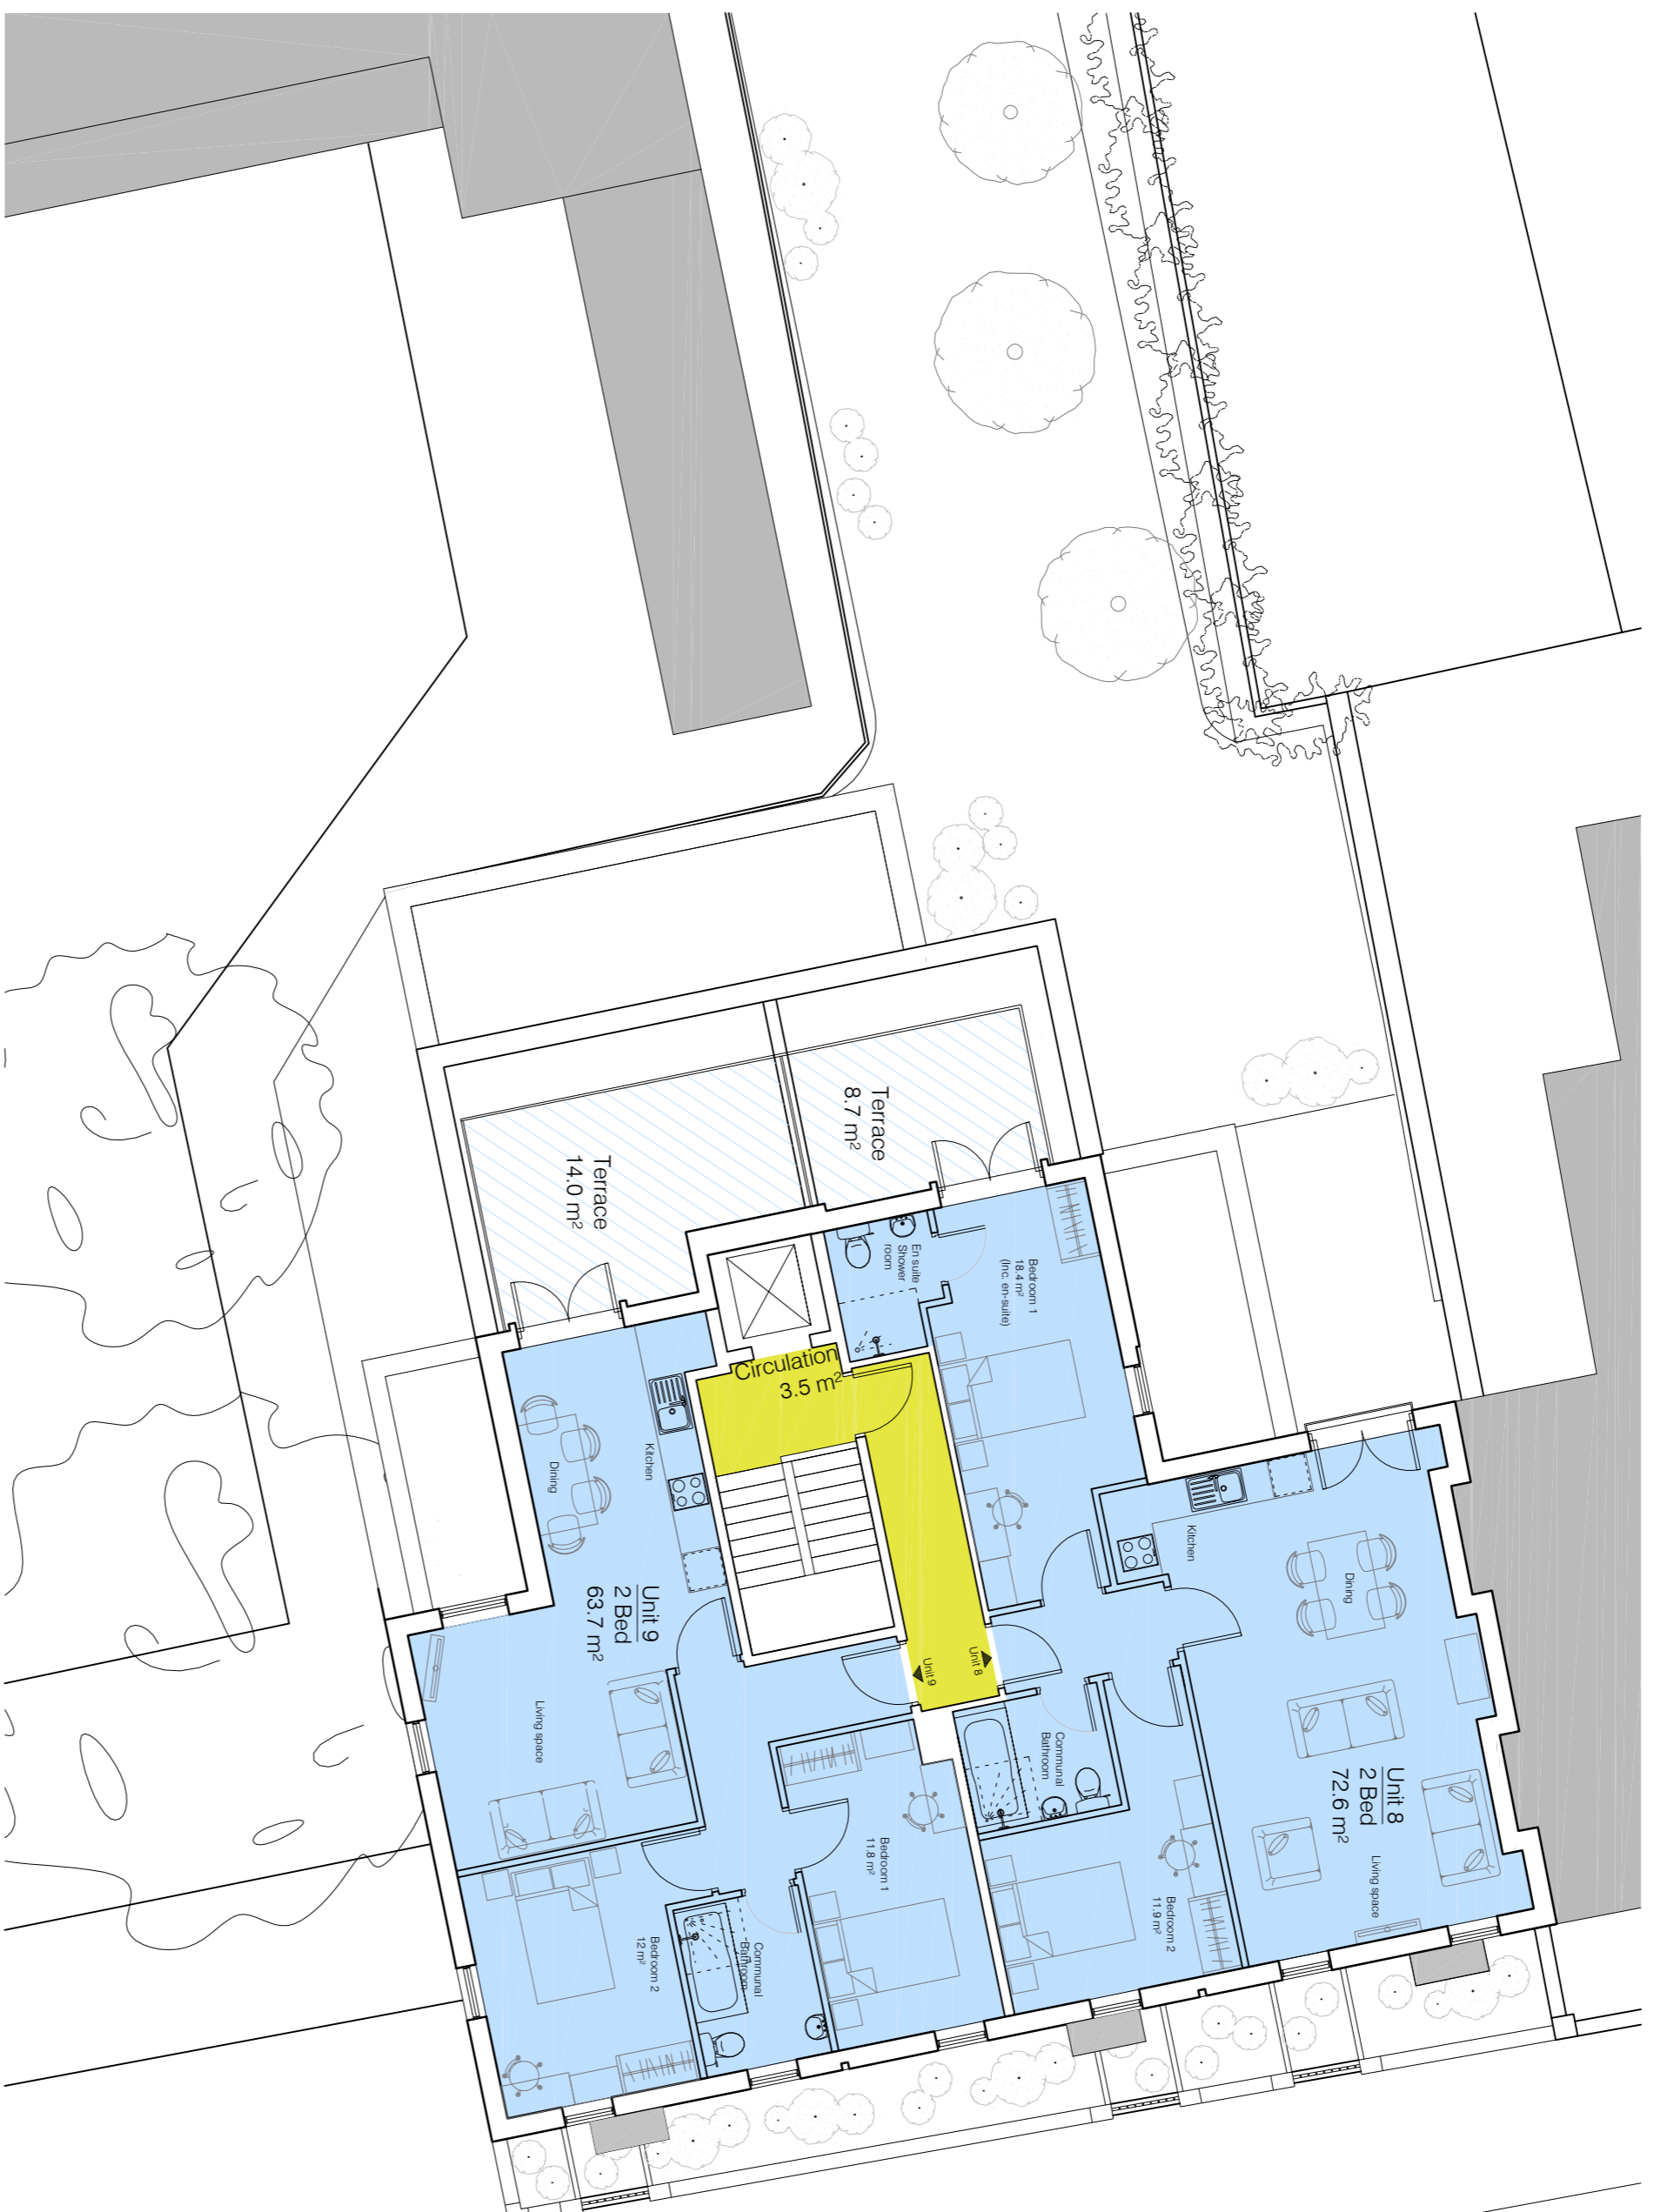 Terrace
8.7 m²
Terrace
14.0 m²
En suite
Shower
room
Bedroom 1
18.4 m²
(Inc. en-suite)
Circulation
3.5 m²
Kitchen
Dining
Kitchen
Dining
Unit 9
2 Bed
63.7 m²
Unit 8
Unit 9
Living space
Communal
Bathroom
Unit 8
2 Bed
72.6 m²
Living space
Bedroom 1
11.8 m²
Bedroom 2
11.9 m²
Bedroom 2
12 m²
Communal
Bathroom